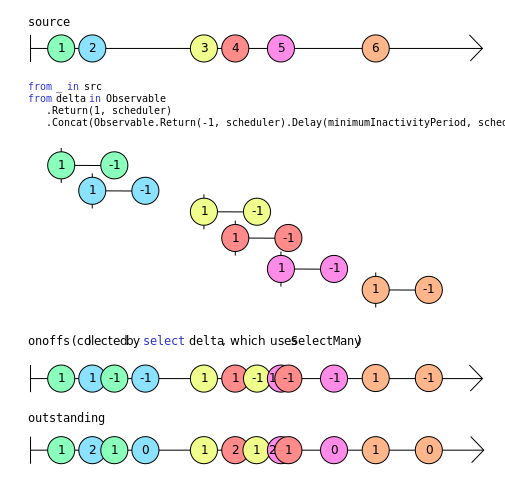 source
1 2 3 4 5 6
from _ in src
from delta in Observable
.Return(1, scheduler)
.Concat(Observable.Return(-1, scheduler).Delay(minimumInactivityPeriod, sched
1 -1
1 -1
1 -1
1 -1
1 -1
1 -1
onoffs (collected by select delta, which uses SelectMany)
1 1 -1 -1 1 1 -1 1 -1 -1 1 -1
outstanding
1 2 1 0 1 2 1 2 1 0 1 0